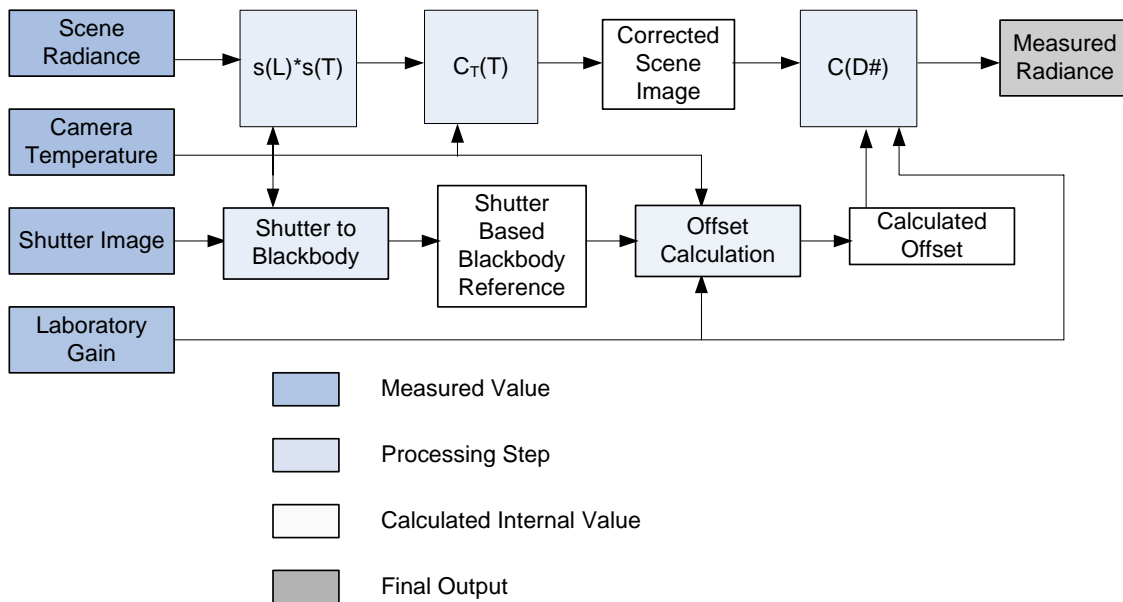 Scene
Radiance
s(L)*s(T)
C_T(T)
Corrected
Scene
Image
C(D#)
Measured
Radiance
Camera
Temperature
Shutter Image
Shutter to
Blackbody
Shutter
Based
Blackbody
Reference
Offset
Calculation
Calculated
Offset
Laboratory
Gain
Measured Value
Processing Step
Calculated Internal Value
Final Output